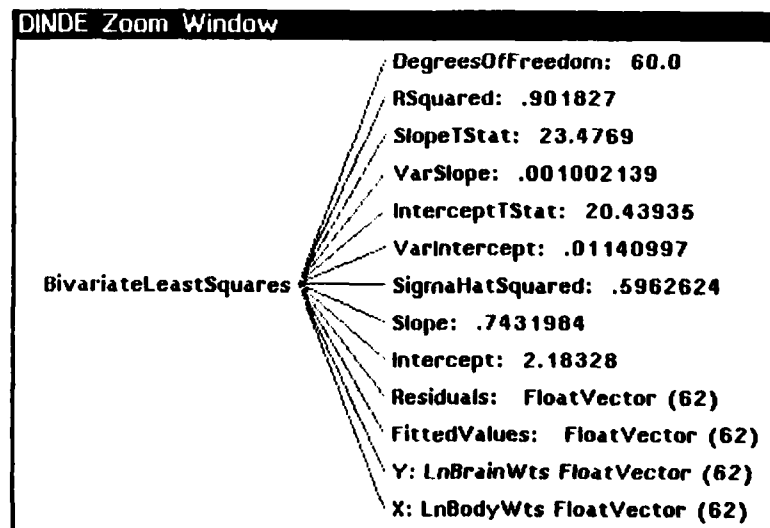 DINDE Zoom Window
DegreesOfFreedom: 60.0
RSquared: .901827
SlopeTStat: 23.4769
VarSlope: .001002139
InterceptTStat: 20.43935
VarIntercept: .01140997
BivariateLeastSquares
SigmaHatSquared: .5962624
Slope: .7431984
Intercept: 2.18328
Residuals: FloatVector (62)
FittedValues: FloatVector (62)
Y: LnBrainWts FloatVector (62)
X: LnBodyWts FloatVector (62)